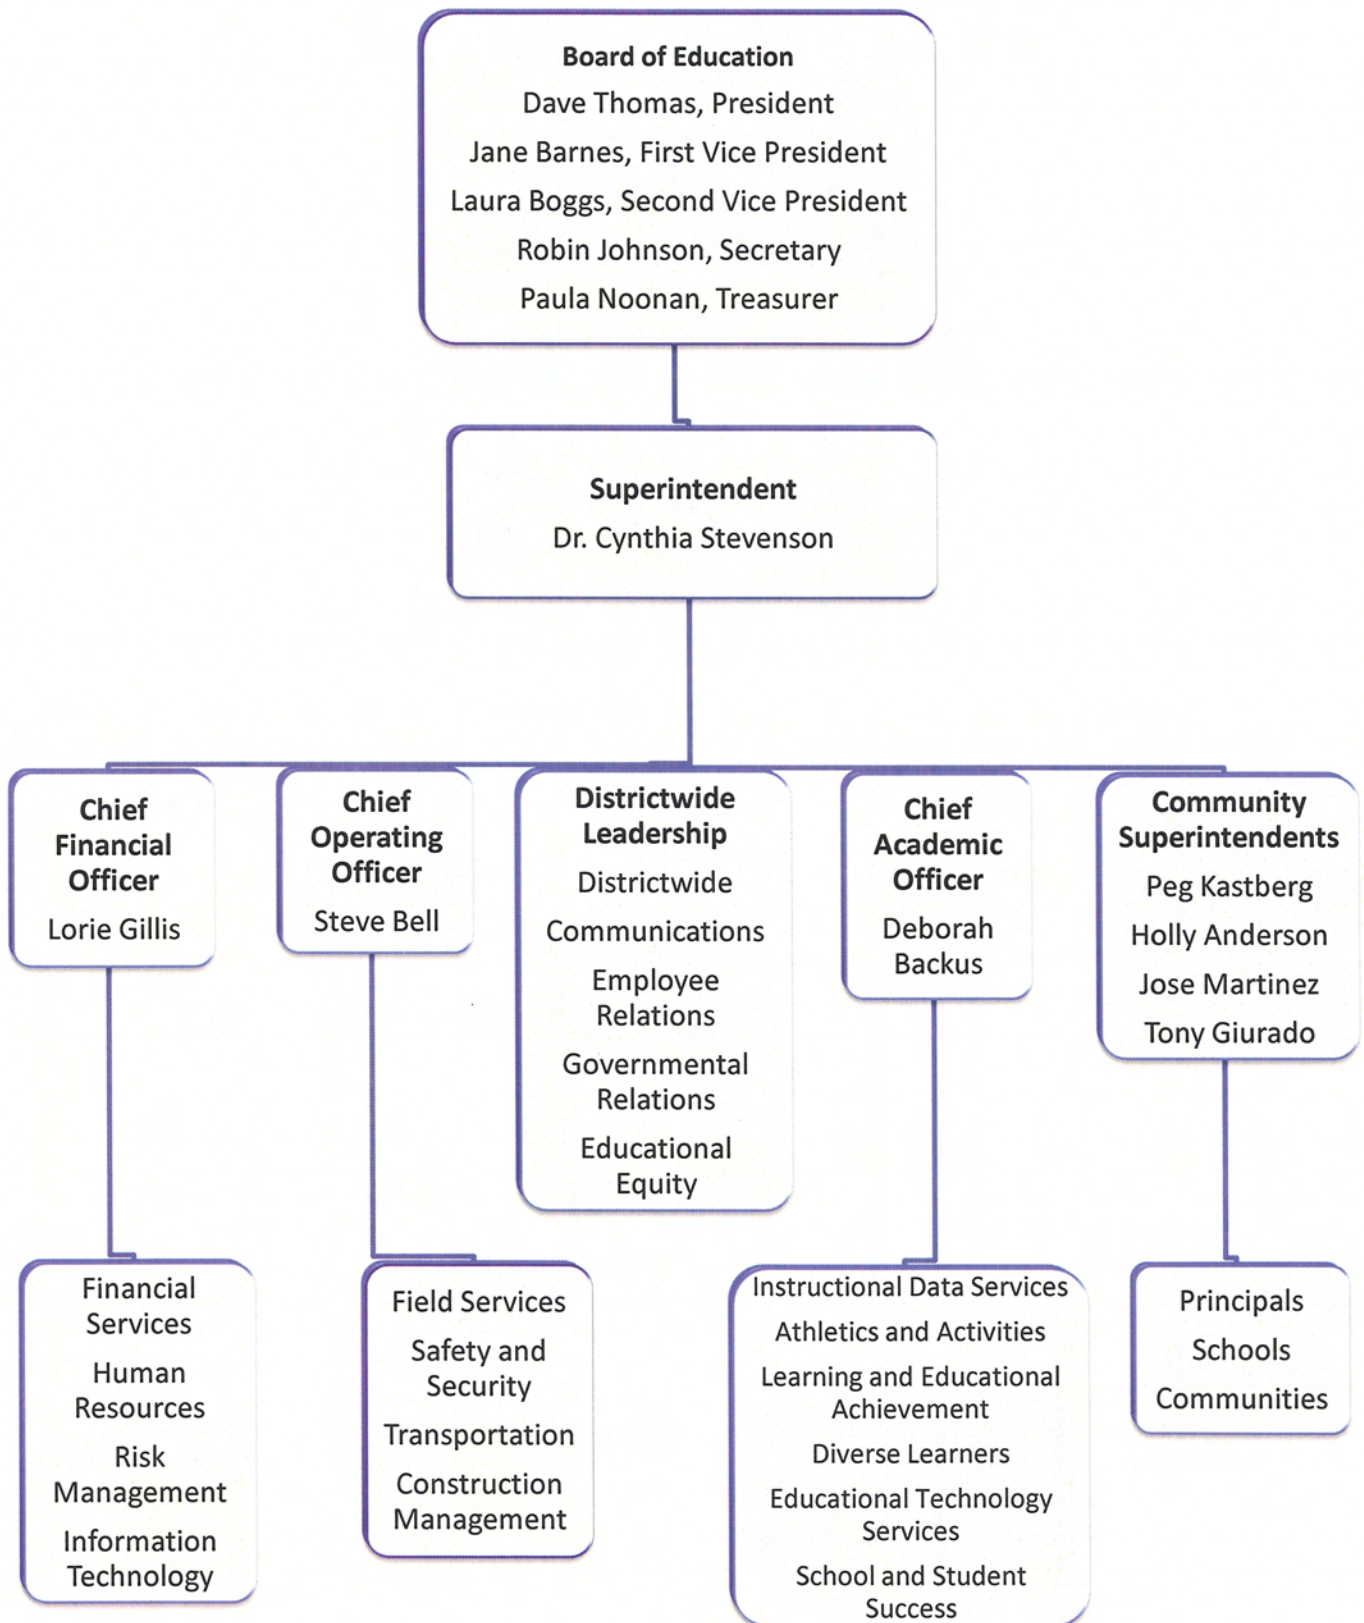 Board of Education
Dave Thomas, President
Jane Barnes, First Vice President
Laura Boggs, Second Vice President
Robin Johnson, Secretary
Paula Noonan, Treasurer
Superintendent
Dr. Cynthia Stevenson
Chief
Financial
Officer
Lorie Gillis
Chief
Operating
Officer
Steve Bell
Districtwide
Leadership
Districtwide
Communications
Employee
Relations
Governmental
Relations
Educational
Equity
Chief
Academic
Officer
Deborah
Backus
Community
Superintendents
Peg Kastberg
Holly Anderson
Jose Martinez
Tony Giurado
Financial
Services
Human
Resources
Risk
Management
Information
Technology
Field Services
Safety and
Security
Transportation
Construction
Management
Instructional Data Services
Athletics and Activities
Learning and Educational
Achievement
Diverse Learners
Educational Technology
Services
School and Student
Success
Principals
Schools
Communities